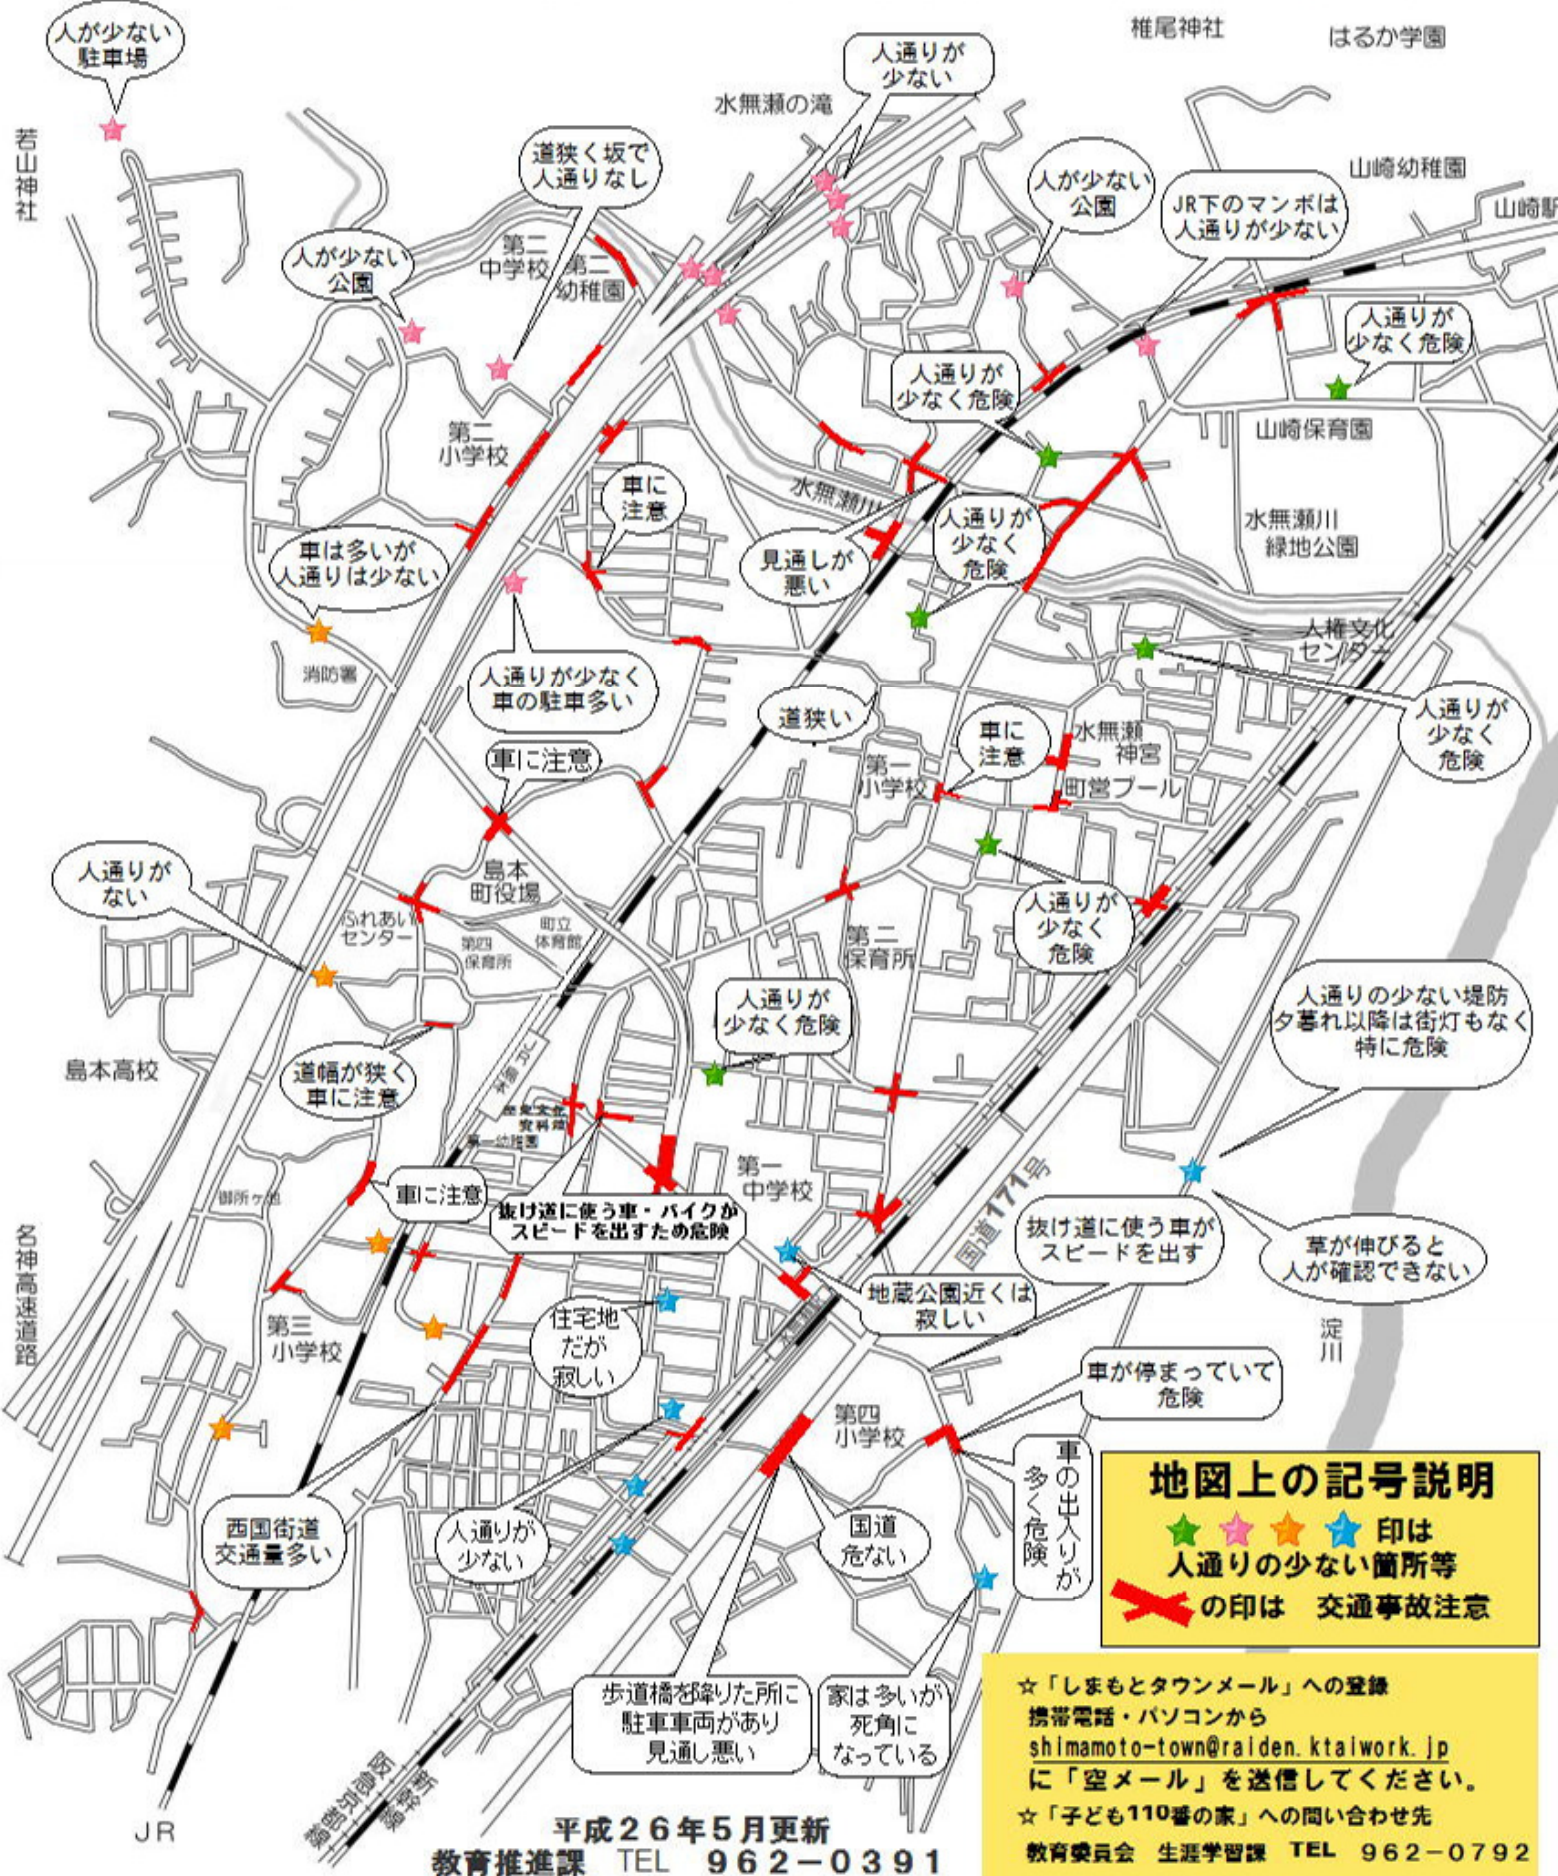 人が少ない
駐車場
若山神社
人通りが
少ない
水無瀬の滝
椎尾神社
はるか学園
道狭く坂で
人通りなし
人が少ない
公園
JR下のマンボは
人通りが少ない
山崎幼稚園
山崎駅
人が少ない
公園
第二
中学校
第二
幼稚園
人通りが
少なく危険
人通りが
少なく危険
山崎保育園
第二
小学校
車に
注意
水無瀬川
人通りが
少なく
危険
水無瀬川
緑地公園
車は多いが
人通りは少ない
見通しが
悪い
消防署
人通りが少なく
車の駐車多い
人権文化
センター
道狭い
車に
注意
水無瀬
神宮
人通りが
少なく
危険
車に注意
第一
小学校
町営プール
人通りが
ない
島本
町役場
ふれあい
センター
町立
体育館
第四
保育所
人通りが
少なく
危険
第二
保育所
人通りが
少なく危険
人通りの少ない堤防
夕暮れ以降は街灯もなく
特に危険
島本高校
道幅が狭く
車に注意
JR島本
歴史文化
資料館
第一幼稚園
第一
中学校
国道171号
御所ヶ池
車に注意
抜け道に使う車・バイクが
スピードを出すため危険
抜け道に使う車が
スピードを出す
草が伸びると
人が確認できない
名神高速道路
地蔵公園近くは
寂しい
第三
小学校
住宅地
だが
寂しい
淀川
車が停まっていて
危険
第四
小学校
車の出入りが
多く危険
西国街道
交通量多い
人通りが
少ない
国道
危ない
地図上の記号説明
印は
人通りの少ない箇所等
の印は 交通事故注意
歩道橋を降りた所に
駐車車両があり
見通し悪い
家は多いが
死角に
なっている
☆「しまもとタウンメール」への登録
携帯電話・パソコンから
shimamoto-town@raiden.ktaiwork.jp
に「空メール」を送信してください。
☆「子ども110番の家」への問い合わせ先
教育委員会 生涯学習課 TEL 962-0792
JR
阪急京都線
新幹線
平成26年5月更新
教育推進課 TEL 962-0391